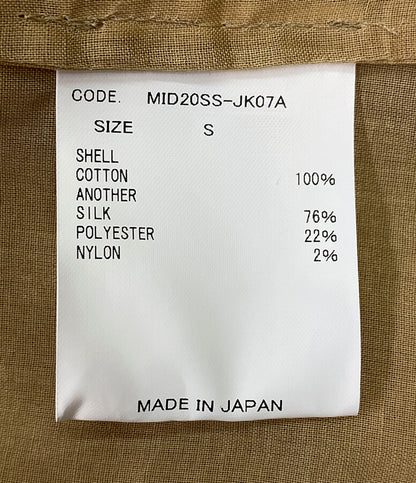 CODE. MID20SS-JK07A
SIZE S
SHELL
COTTON 100%
ANOTHER
SILK 76%
POLYESTER 22%
NYLON 2%
MADE IN JAPAN